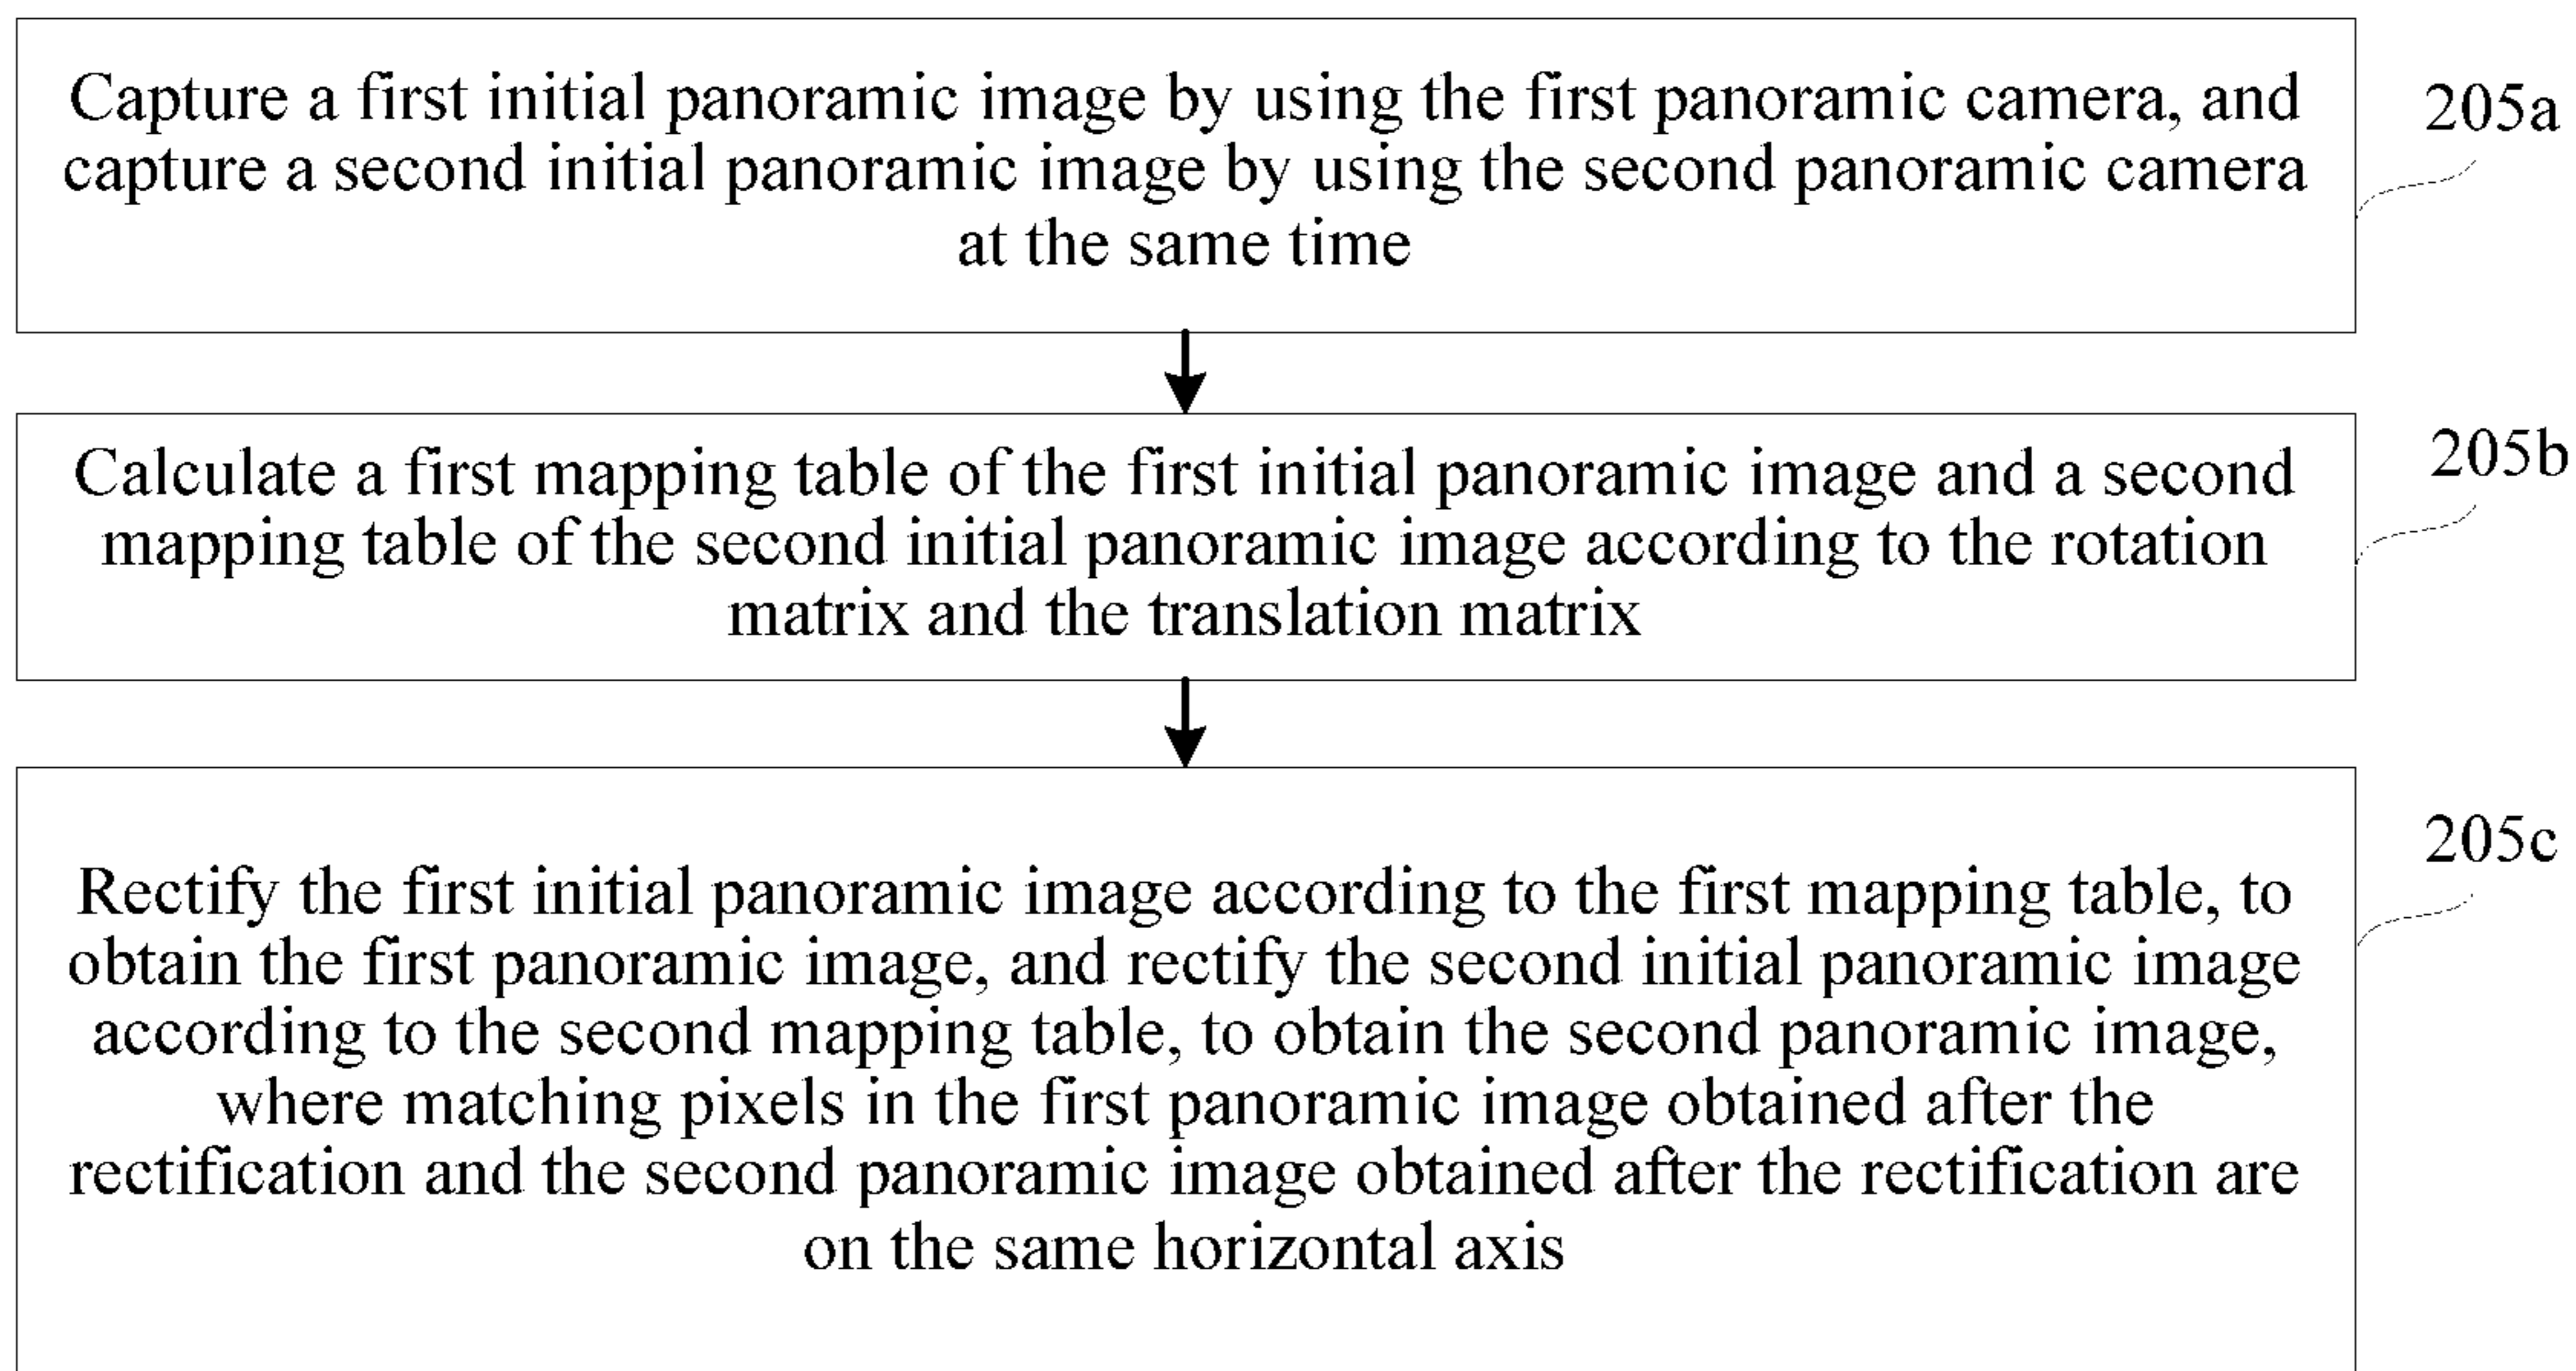 Capture a first initial panoramic image by using the first panoramic camera, and
capture a second initial panoramic image by using the second panoramic camera
at the same time
205a
Calculate a first mapping table of the first initial panoramic image and a second
mapping table of the second initial panoramic image according to the rotation
matrix and the translation matrix
205b
Rectify the first initial panoramic image according to the first mapping table, to
obtain the first panoramic image, and rectify the second initial panoramic image
according to the second mapping table, to obtain the second panoramic image,
where matching pixels in the first panoramic image obtained after the
rectification and the second panoramic image obtained after the rectification are
on the same horizontal axis
205c